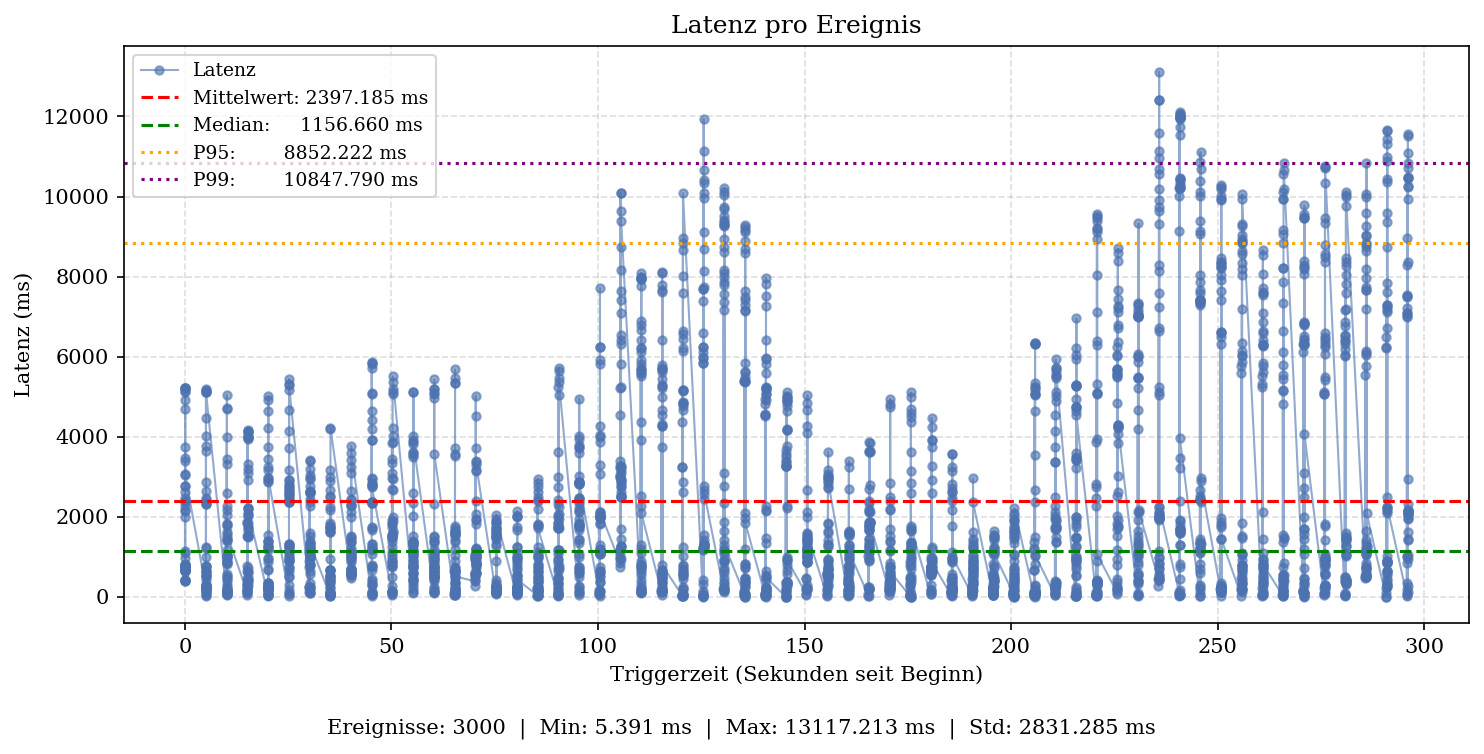 Latenz pro Ereignis
Latenz
Mittelwert: 2397.185 ms
Median: 1156.660 ms
P95: 8852.222 ms
P99: 10847.790 ms
12000
10000
8000
6000
4000
2000
0
Latenz (ms)
0 50 100 150 200 250 300
Triggerzeit (Sekunden seit Beginn)
Ereignisse: 3000 | Min: 5.391 ms | Max: 13117.213 ms | Std: 2831.285 ms